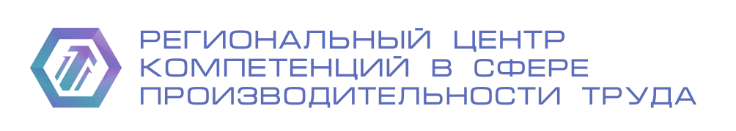 РЕГИОНАЛЬНЫЙ ЦЕНТР
КОМПЕТЕНЦИЙ В СФЕРЕ
ПРОИЗВОДИТЕЛЬНОСТИ ТРУДА